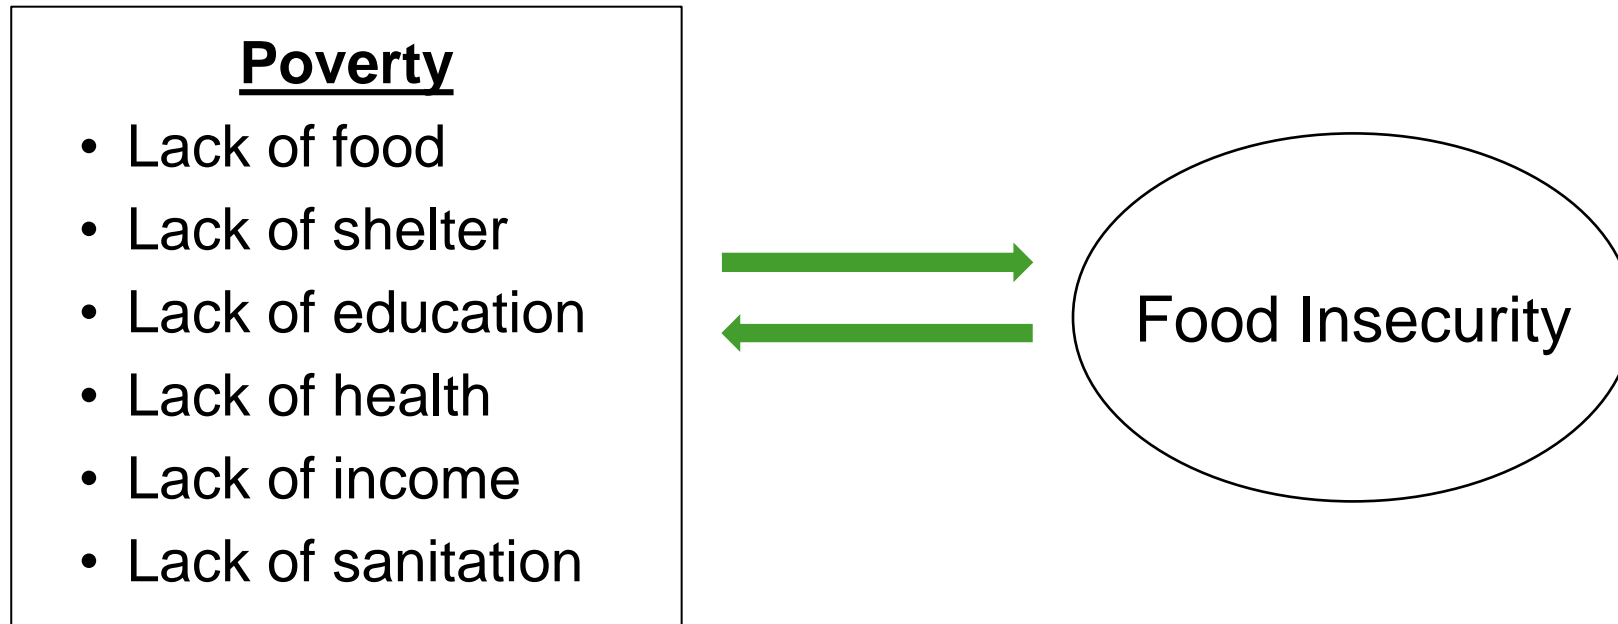 Poverty
• Lack of food
• Lack of shelter
• Lack of education
• Lack of health
• Lack of income
• Lack of sanitation
Food Insecurity